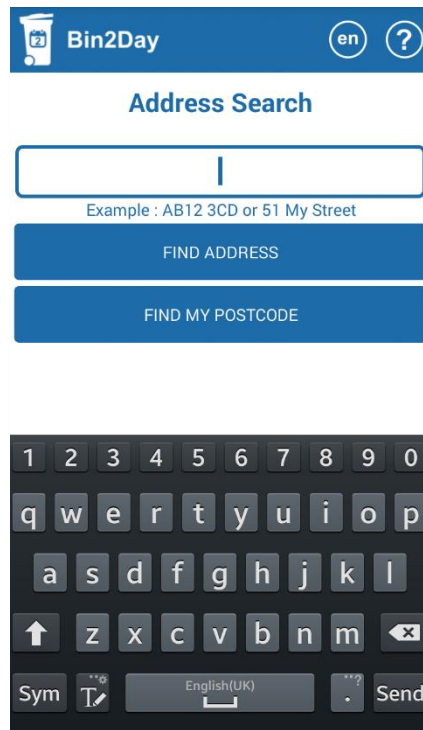 2
Bin2Day
en
?
Address Search
Example : AB12 3CD or 51 My Street
FIND ADDRESS
FIND MY POSTCODE
1 2 3 4 5 6 7 8 9 0
q w e r t y u i o p
a s d f g h j k l
z x c v b n m
Sym T English(UK) . ...? Send